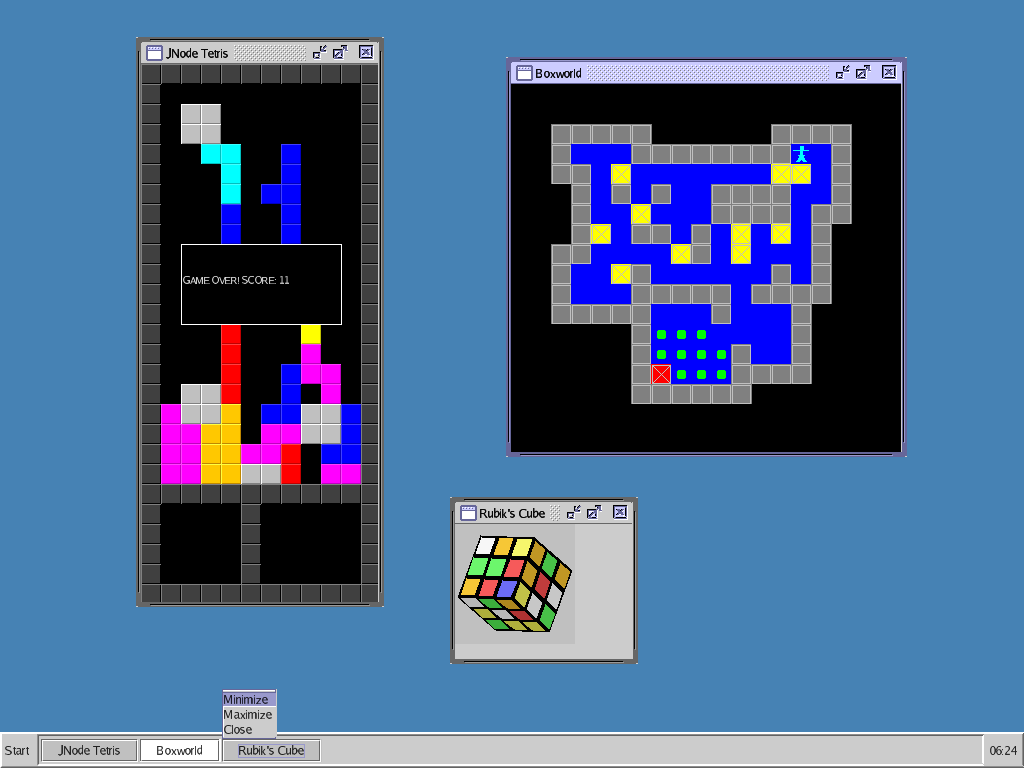 JNode Tetris
Boxworld
GAME OVER! SCORE: 11
Rubik's Cube
Minimize
Maximize
Close
Start
JNode Tetris
Boxworld
Rubik's Cube
06:24